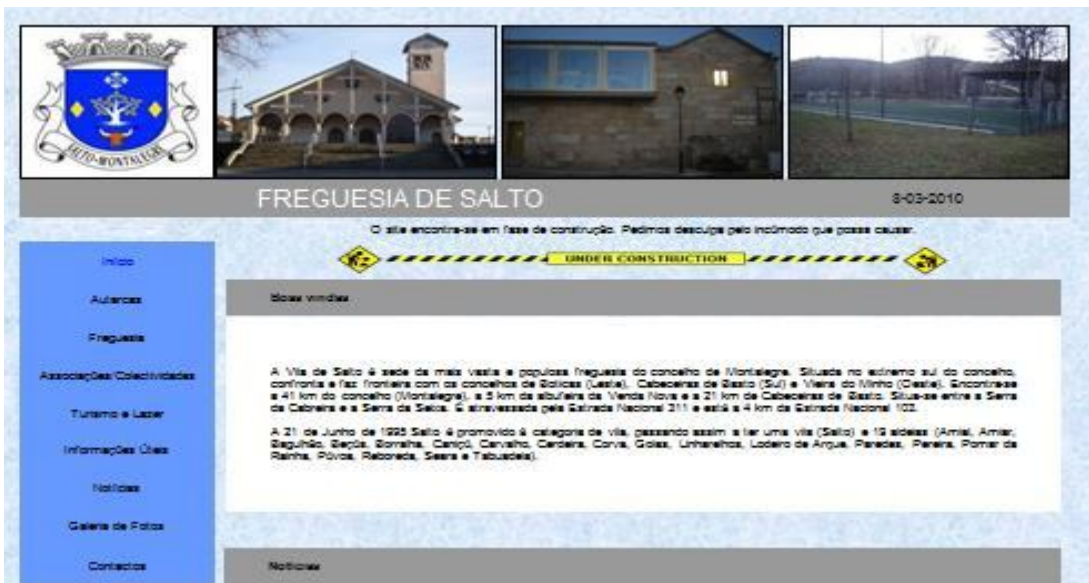 SALTO-MONTALEGRE
FREGUESIA DE SALTO
8-03-2010
O site encontra-se em fase de construção. Pedimos desculpa pelo incómodo que possa causar.
UNDER CONSTRUCTION
Início
Autarcas
Freguesia
Associações/Colectividades
Turismo e Lazer
Informações Úteis
Notícias
Galeria de Fotos
Contactos
Boas vindas
A Vila de Salto é sede da mais vasta e populosa freguesia do concelho de Montalegre. Situada no extremo sul do concelho,
confronta e faz fronteira com os concelhos de Boticas (Leste), Cabeceiras de Basto (Sul) e Vieira do Minho (Oeste). Encontra-se
a 41 km do concelho (Montalegre), a 5 km da albufeira da Venda Nova e a 21 km de Cabeceiras de Basto. Situa-se entre a Serra
da Cabreira e a Serra da Seixa. É atravessada pela Estrada Nacional 311 e está a 4 km da Estrada Nacional 103.
A 21 de Junho de 1995 Salto é promovido à categoria de vila, passando assim a ter uma vila (Salto) e 19 aldeias (Amial, Amiar,
Bagulhão, Beçós, Borralha, Caniçó, Carvalho, Cerdeira, Corva, Golas, Linharelhos, Lodeiro de Arque, Paredes, Pereira, Pomar da
Rainha, Póvoa, Reboreda, Seara e Tabuadela).
Notícias